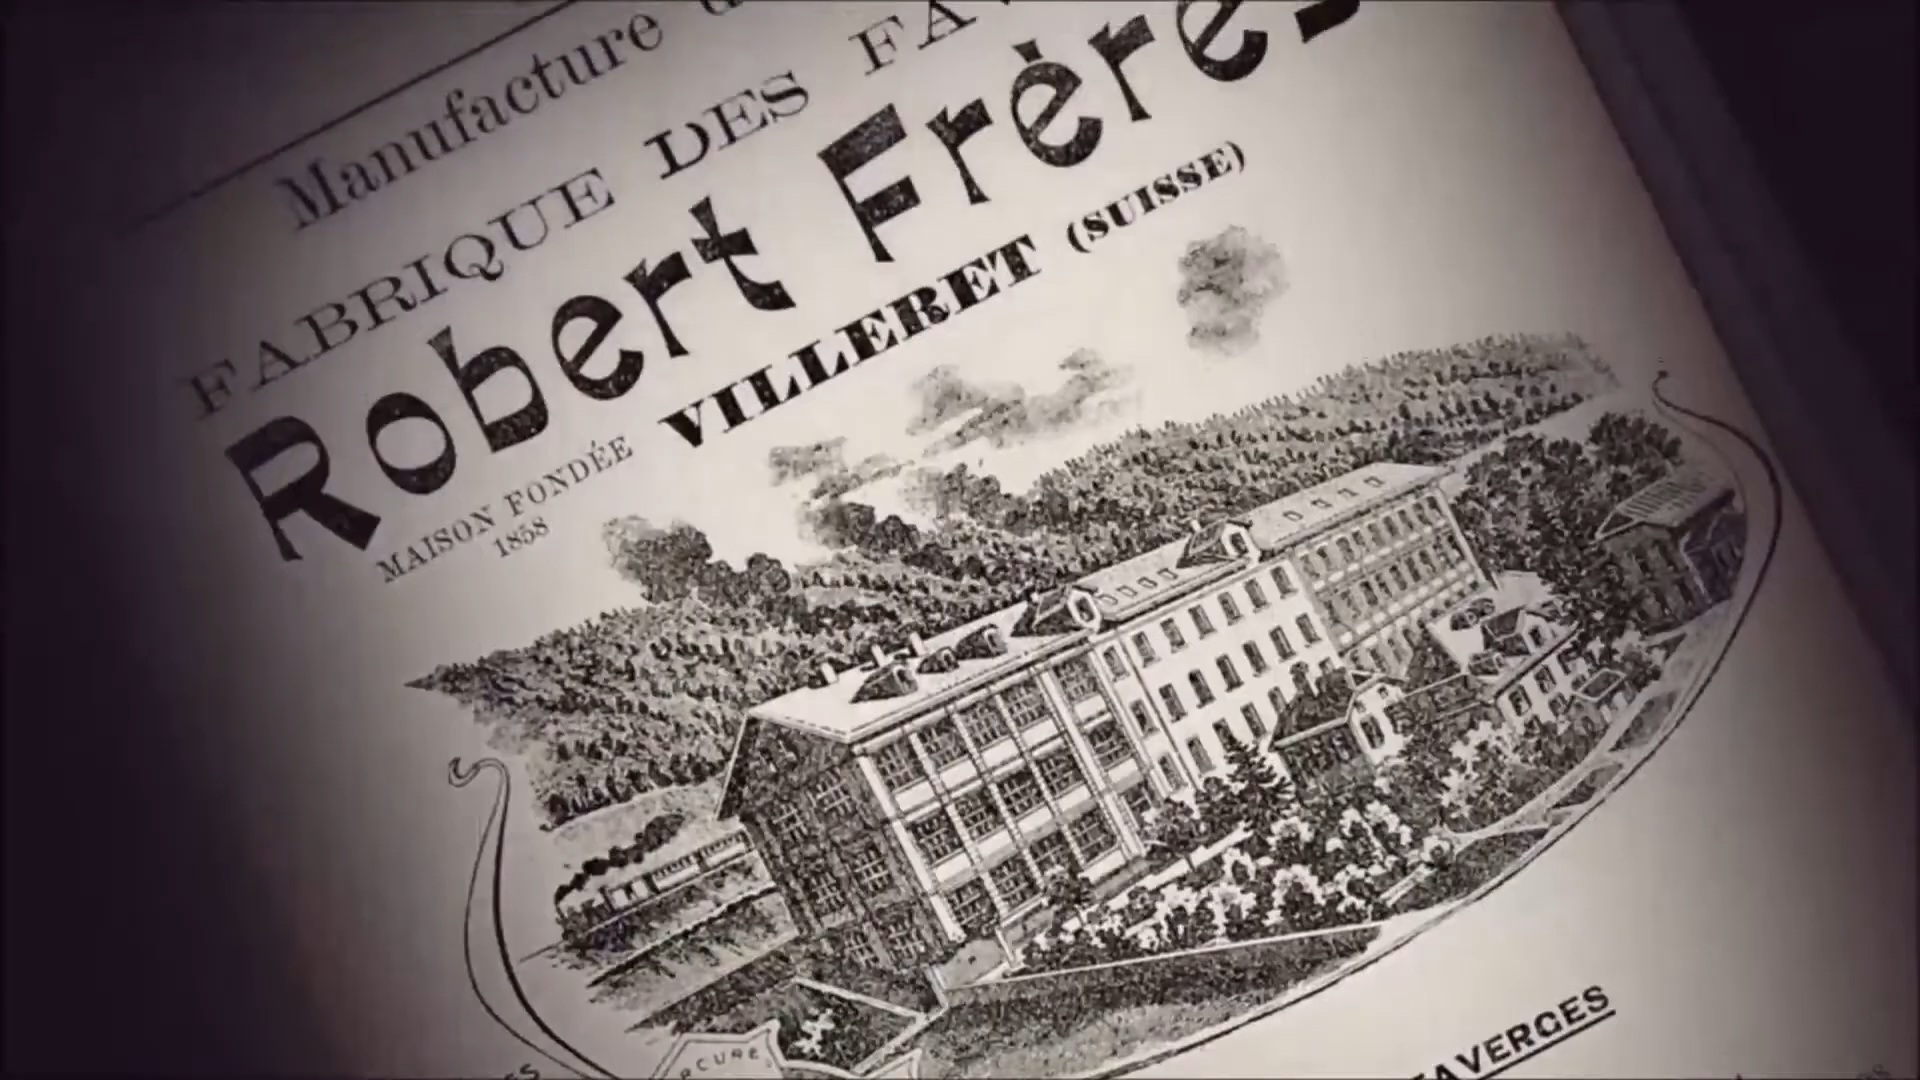 Manufacture
FABRIQUE DES
Robert Frères
VILLERET (SUISSE)
MAISON FONDÉE
1858